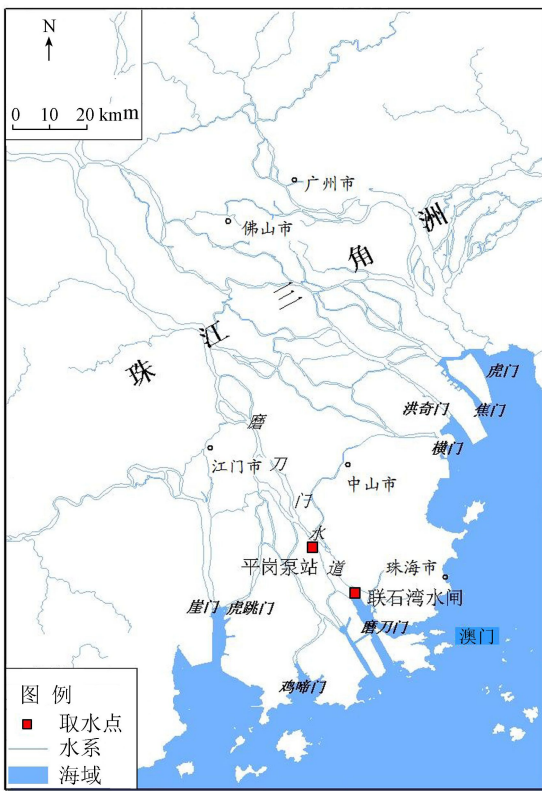 N
0 10 20 kmm
广州市
佛山市
珠江三角洲
虎门
焦门
洪奇门
横门
磨刀门水道
江门市
中山市
平岗泵站
珠海市
联石湾水闸
崖门
虎跳门
磨刀门
澳门
鸡啼门
图 例
取水点
水系
海域